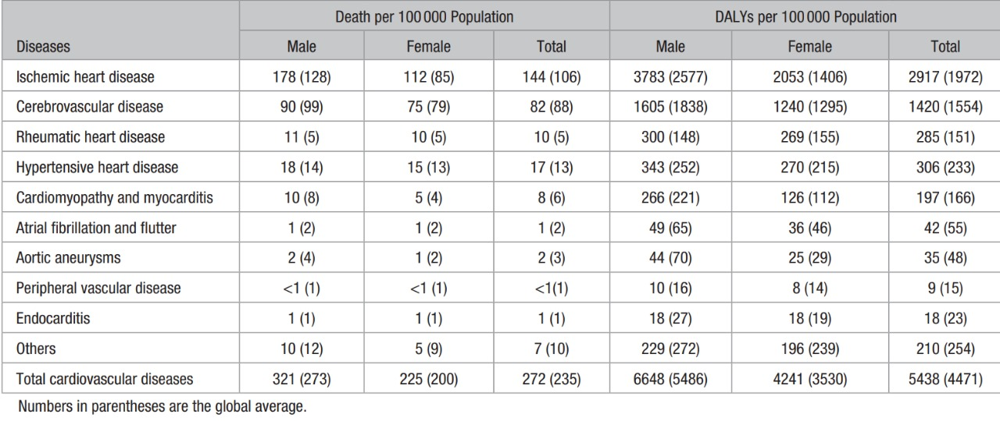 Death per 100 000 Population DALYs per 100 000 Population
Diseases Male Female Total Male Female Total
Ischemic heart disease 178 (128) 112 (85) 144 (106) 3783 (2577) 2053 (1406) 2917 (1972)
Cerebrovascular disease 90 (99) 75 (79) 82 (88) 1605 (1838) 1240 (1295) 1420 (1554)
Rheumatic heart disease 11 (5) 10 (5) 10 (5) 300 (148) 269 (155) 285 (151)
Hypertensive heart disease 18 (14) 15 (13) 17 (13) 343 (252) 270 (215) 306 (233)
Cardiomyopathy and myocarditis 10 (8) 5 (4) 8 (6) 266 (221) 126 (112) 197 (166)
Atrial fibrillation and flutter 1 (2) 1 (2) 1 (2) 49 (65) 36 (46) 42 (55)
Aortic aneurysms 2 (4) 1 (2) 2 (3) 44 (70) 25 (29) 35 (48)
Peripheral vascular disease <1 (1) <1 (1) <1(1) 10 (16) 8 (14) 9 (15)
Endocarditis 1 (1) 1 (1) 1 (1) 18 (27) 18 (19) 18 (23)
Others 10 (12) 5 (9) 7 (10) 229 (272) 196 (239) 210 (254)
Total cardiovascular diseases 321 (273) 225 (200) 272 (235) 6648 (5486) 4241 (3530) 5438 (4471)
Numbers in parentheses are the global average.